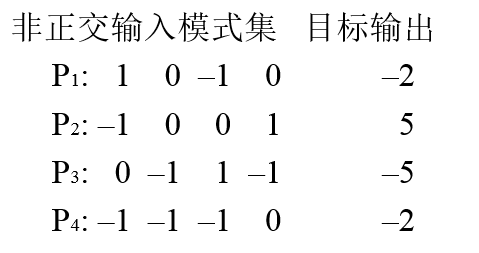 非正交输入模式集 目标输出
P1: 1 0 –1 0 –2
P2: –1 0 0 1 5
P3: 0 –1 1 –1 –5
P4: –1 –1 –1 0 –2